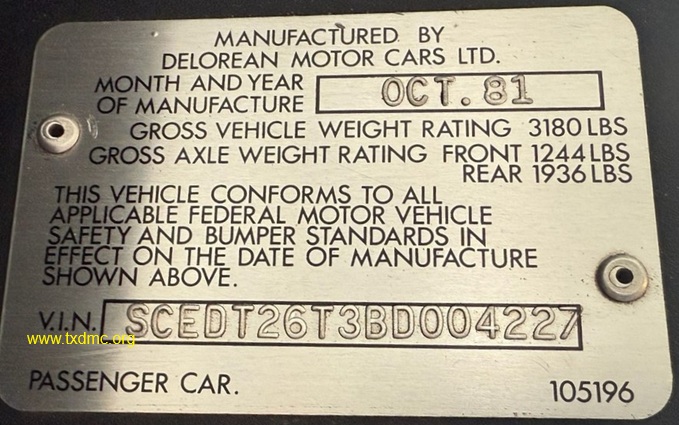 MANUFACTURED BY
DELOREAN MOTOR CARS LTD.
MONTH AND YEAR
OF MANUFACTURE OCT. 81
GROSS VEHICLE WEIGHT RATING 3180 LBS
GROSS AXLE WEIGHT RATING FRONT 1244 LBS
REAR 1936 LBS
THIS VEHICLE CONFORMS TO ALL
APPLICABLE FEDERAL MOTOR VEHICLE
SAFETY AND BUMPER STANDARDS IN
EFFECT ON THE DATE OF MANUFACTURE
SHOWN ABOVE.
V.I.N. SCEDT26T3BD004227
www.txdmc.org
PASSENGER CAR. 105196